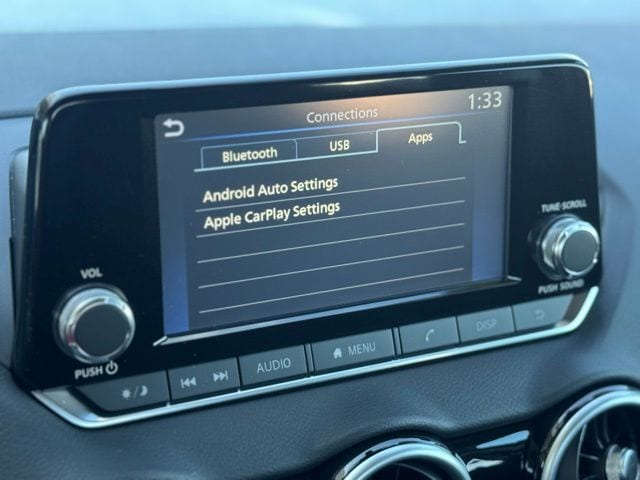 Connections
1:33
Bluetooth
USB
Apps
Android Auto Settings
Apple CarPlay Settings
VOL
PUSH
TUNE·SCROLL
PUSH SOUND
AUDIO
MENU
DISP